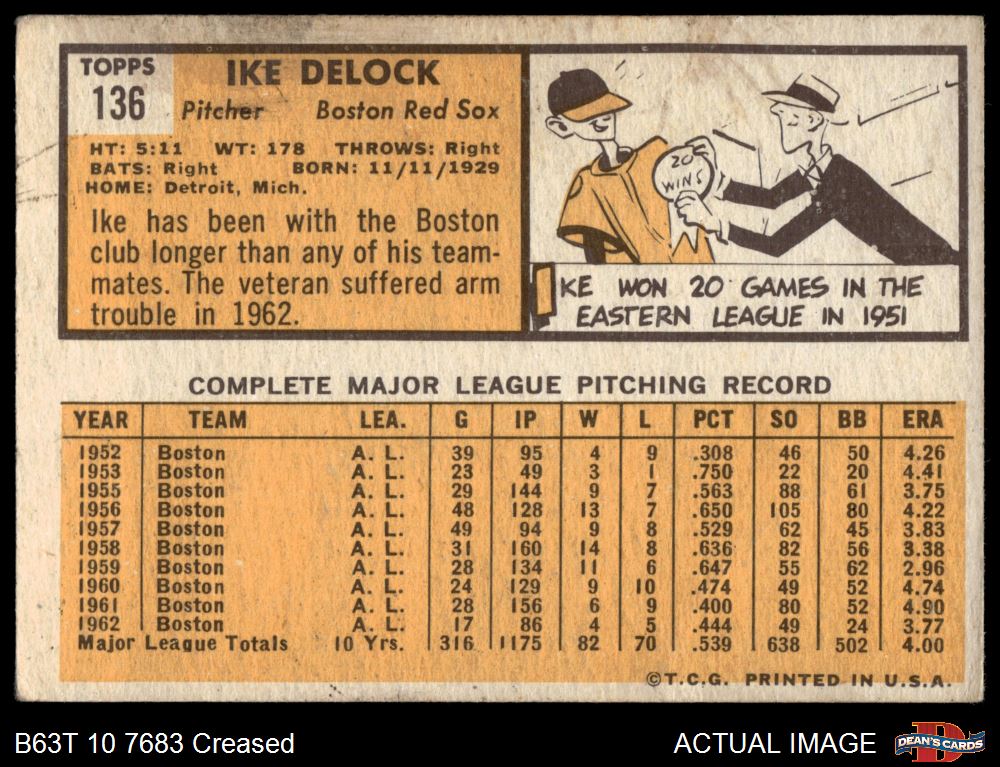 TOPPS
136
IKE DELOCK
Pitcher Boston Red Sox
HT: 5:11 WT: 178 THROWS: Right
BATS: Right BORN: 11/11/1929
HOME: Detroit, Mich.
Ike has been with the Boston
club longer than any of his team-
mates. The veteran suffered arm
trouble in 1962.
20
WINS
IKE WON 20 GAMES IN THE
EASTERN LEAGUE IN 1951
COMPLETE MAJOR LEAGUE PITCHING RECORD
YEAR TEAM LEA. G IP W L PCT SO BB ERA
1952 Boston A. L. 39 95 4 9 .308 46 50 4.26
1953 Boston A. L. 23 49 3 1 .750 22 20 4.41
1955 Boston A. L. 29 144 9 7 .563 88 61 3.75
1956 Boston A. L. 48 128 13 7 .650 105 80 4.22
1957 Boston A. L. 49 94 9 8 .529 62 45 3.83
1958 Boston A. L. 31 160 14 8 .636 82 56 3.38
1959 Boston A. L. 28 134 11 6 .647 55 62 2.96
1960 Boston A. L. 24 129 9 10 .474 49 52 4.74
1961 Boston A. L. 28 156 6 9 .400 80 52 4.90
1962 Boston A. L. 17 86 4 5 .444 49 24 3.77
Major League Totals 10 Yrs. 316 1175 82 70 .539 638 502 4.00
©T.C.G. PRINTED IN U.S.A.
B63T 10 7683 Creased
ACTUAL IMAGE
DEAN'S CARDS